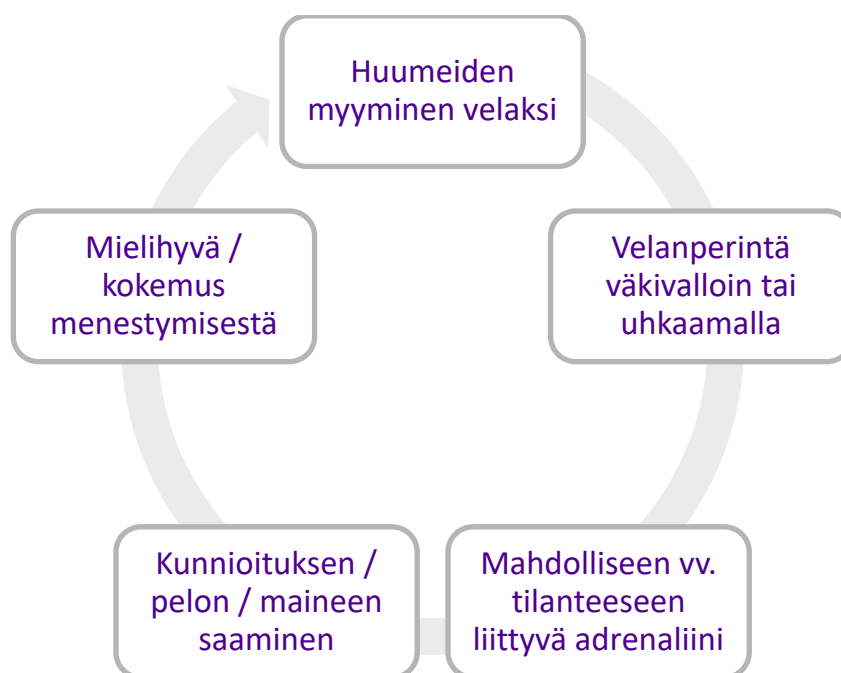 Huumeiden
myyminen velaksi
Velanperintä
väkivalloin tai
uhkaamalla
Mahdolliseen vv.
tilanteeseen
liittyvä adrenaliini
Kunnioituksen /
pelon / maineen
saaminen
Mielihyvä /
kokemus
menestymisestä